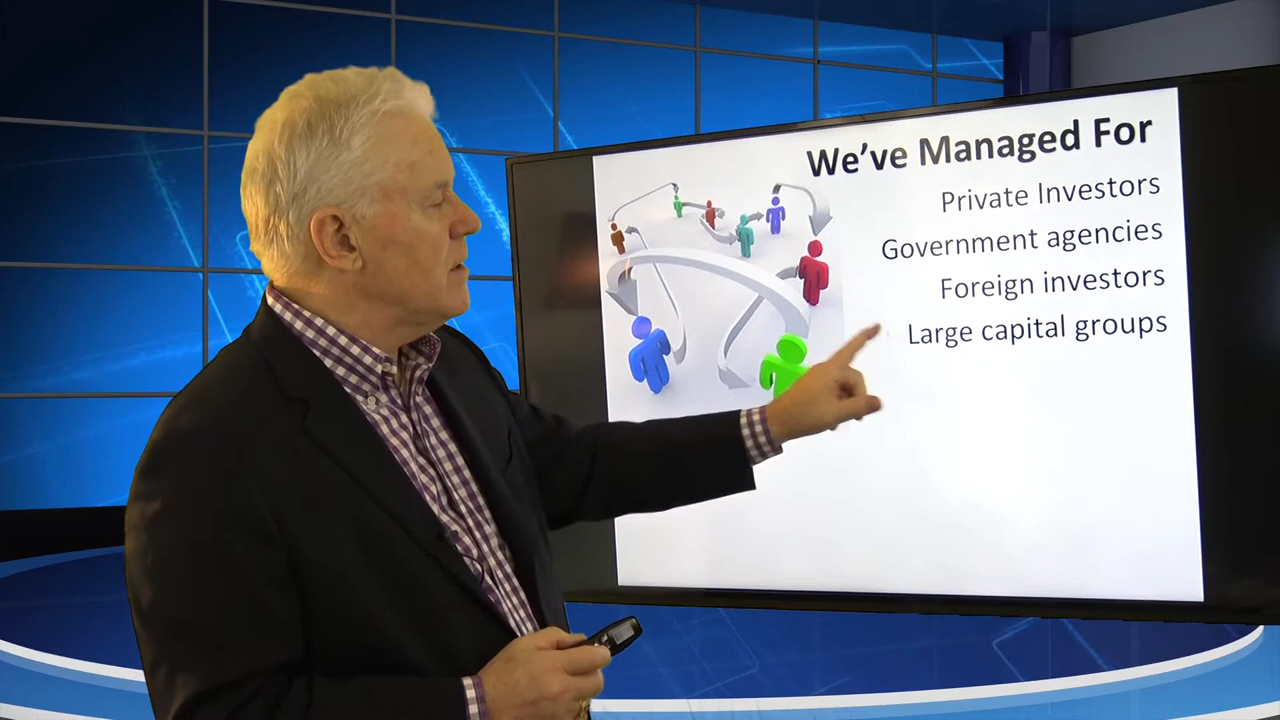 We've Managed For
Private Investors
Government agencies
Foreign investors
Large capital groups